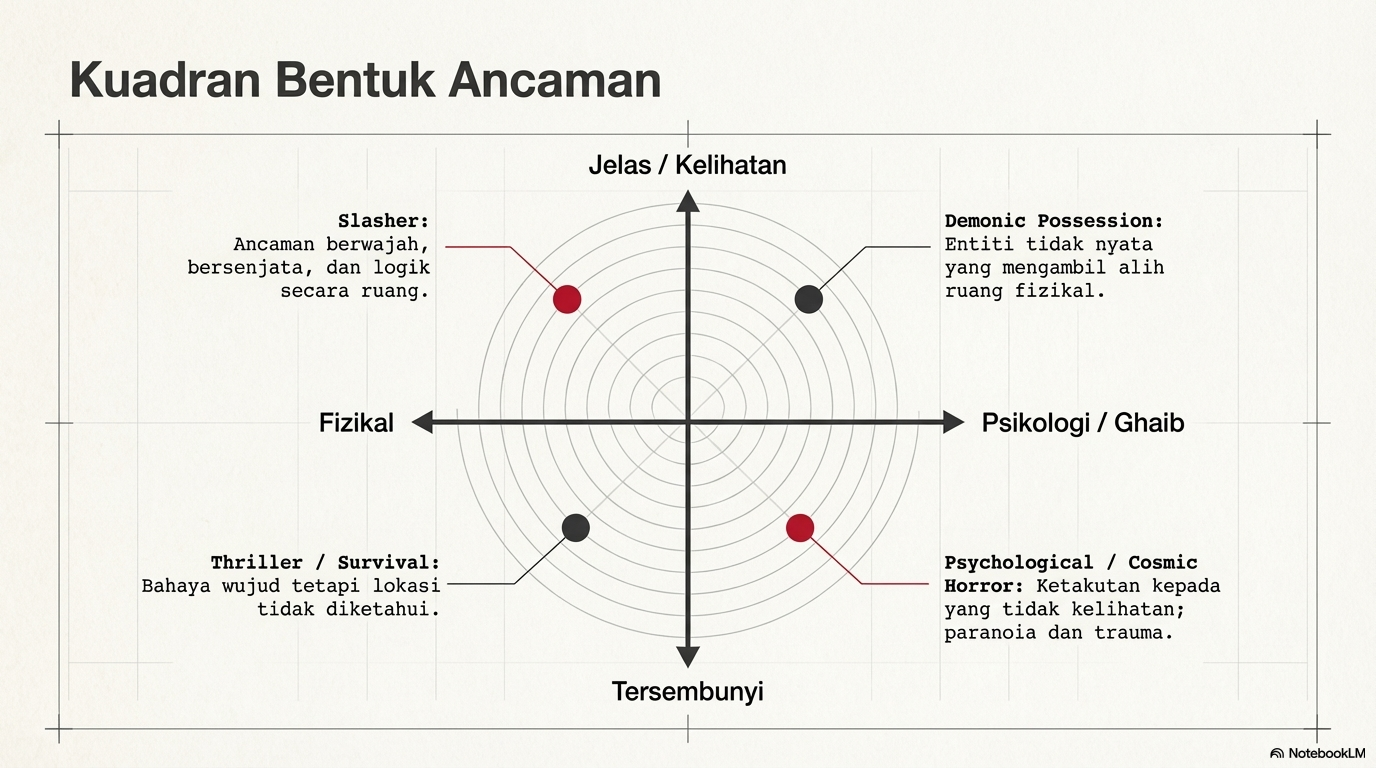 Kuadran Bentuk Ancaman
Jelas / Kelihatan
Slasher:
Ancaman berwajah,
bersenjata, dan logik
secara ruang.
Demonic Possession:
Entiti tidak nyata
yang mengambil alih
ruang fizikal.
Fizikal
Psikologi / Ghaib
Thriller / Survival:
Bahaya wujud tetapi lokasi
tidak diketahui.
Psychological / Cosmic
Horror: Ketakutan kepada
yang tidak kelihatan;
paranoia dan trauma.
Tersembunyi
NotebookLM